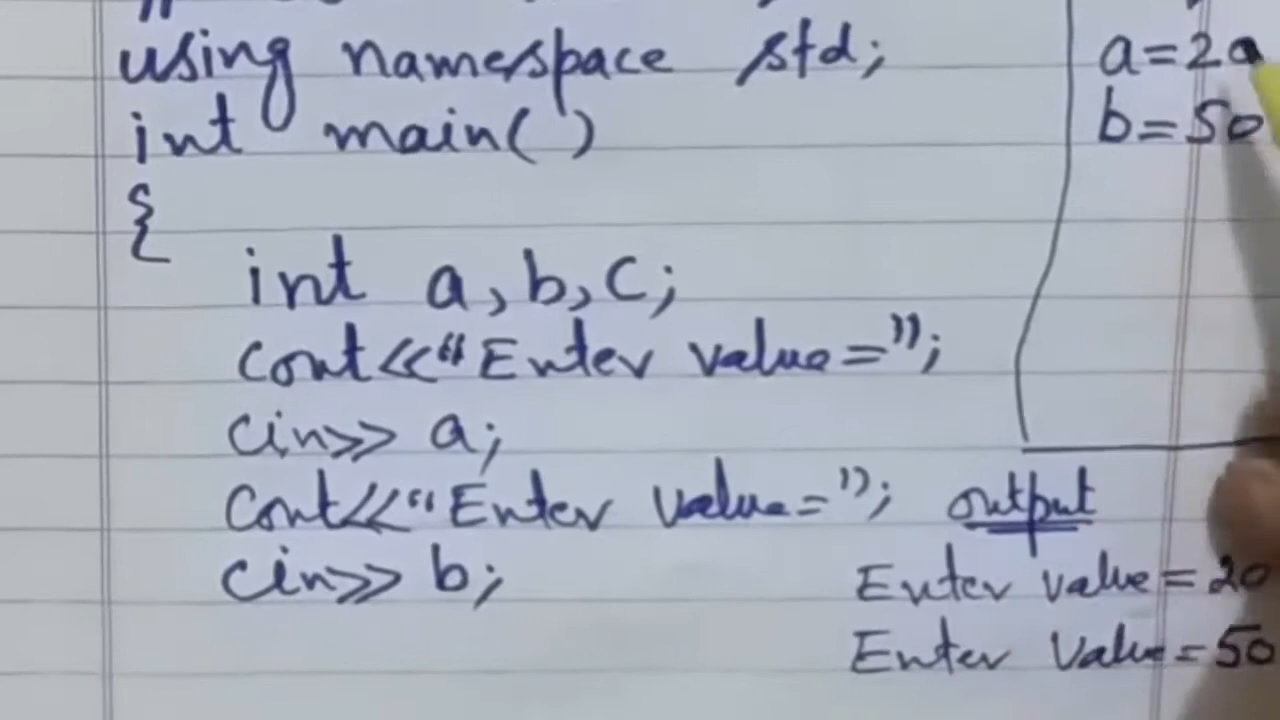 using namespace std;
int main()
{
int a, b, c;
cout<<"Enter value=";
cin>> a;
cout<<"Enter value=";
cin>> b;
a=20
b=50
output
Enter value=20
Enter value=50